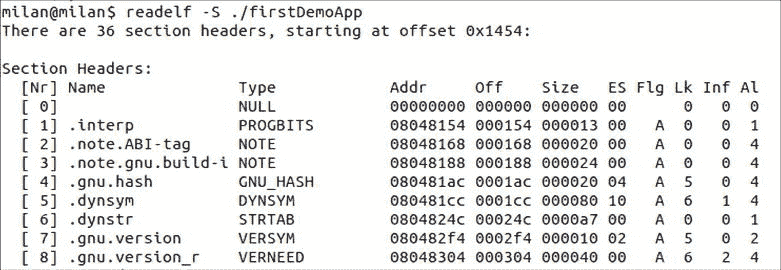 milan@milan$ readelf -S ./firstDemoApp
There are 36 section headers, starting at offset 0x1454:
Section Headers:
[Nr] Name Type Addr Off Size ES Flg Lk Inf Al
[ 0] NULL 00000000 000000 000000 00 0 0 0
[ 1] .interp PROGBITS 08048154 000154 000013 00 A 0 0 1
[ 2] .note.ABI-tag NOTE 08048168 000168 000020 00 A 0 0 4
[ 3] .note.gnu.build-i NOTE 08048188 000188 000024 00 A 0 0 4
[ 4] .gnu.hash GNU_HASH 080481ac 0001ac 000020 04 A 5 0 4
[ 5] .dynsym DYNSYM 080481cc 0001cc 000080 10 A 6 1 4
[ 6] .dynstr STRTAB 0804824c 00024c 0000a7 00 A 0 0 1
[ 7] .gnu.version VERSYM 080482f4 0002f4 000010 02 A 5 0 2
[ 8] .gnu.version_r VERNEED 08048304 000304 000040 00 A 6 2 4